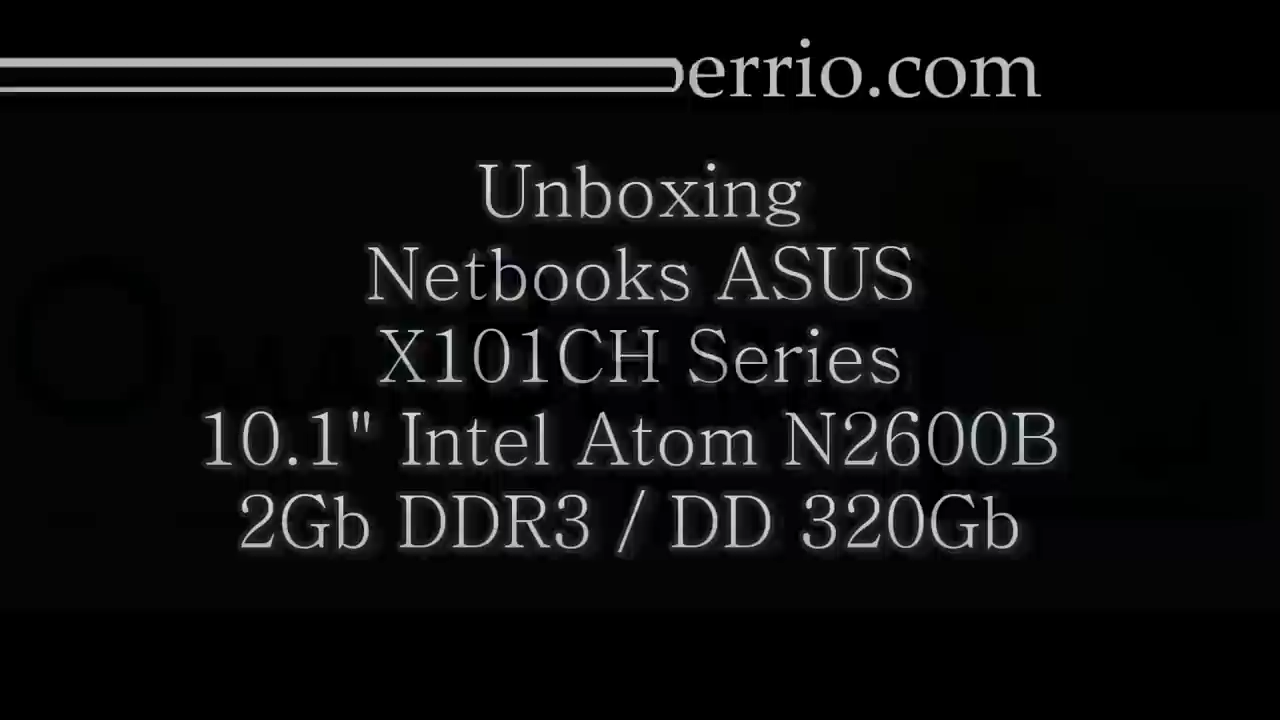 errio.com
Unboxing
Netbooks ASUS
X101CH Series
10.1" Intel Atom N2600B
2Gb DDR3 / DD 320Gb